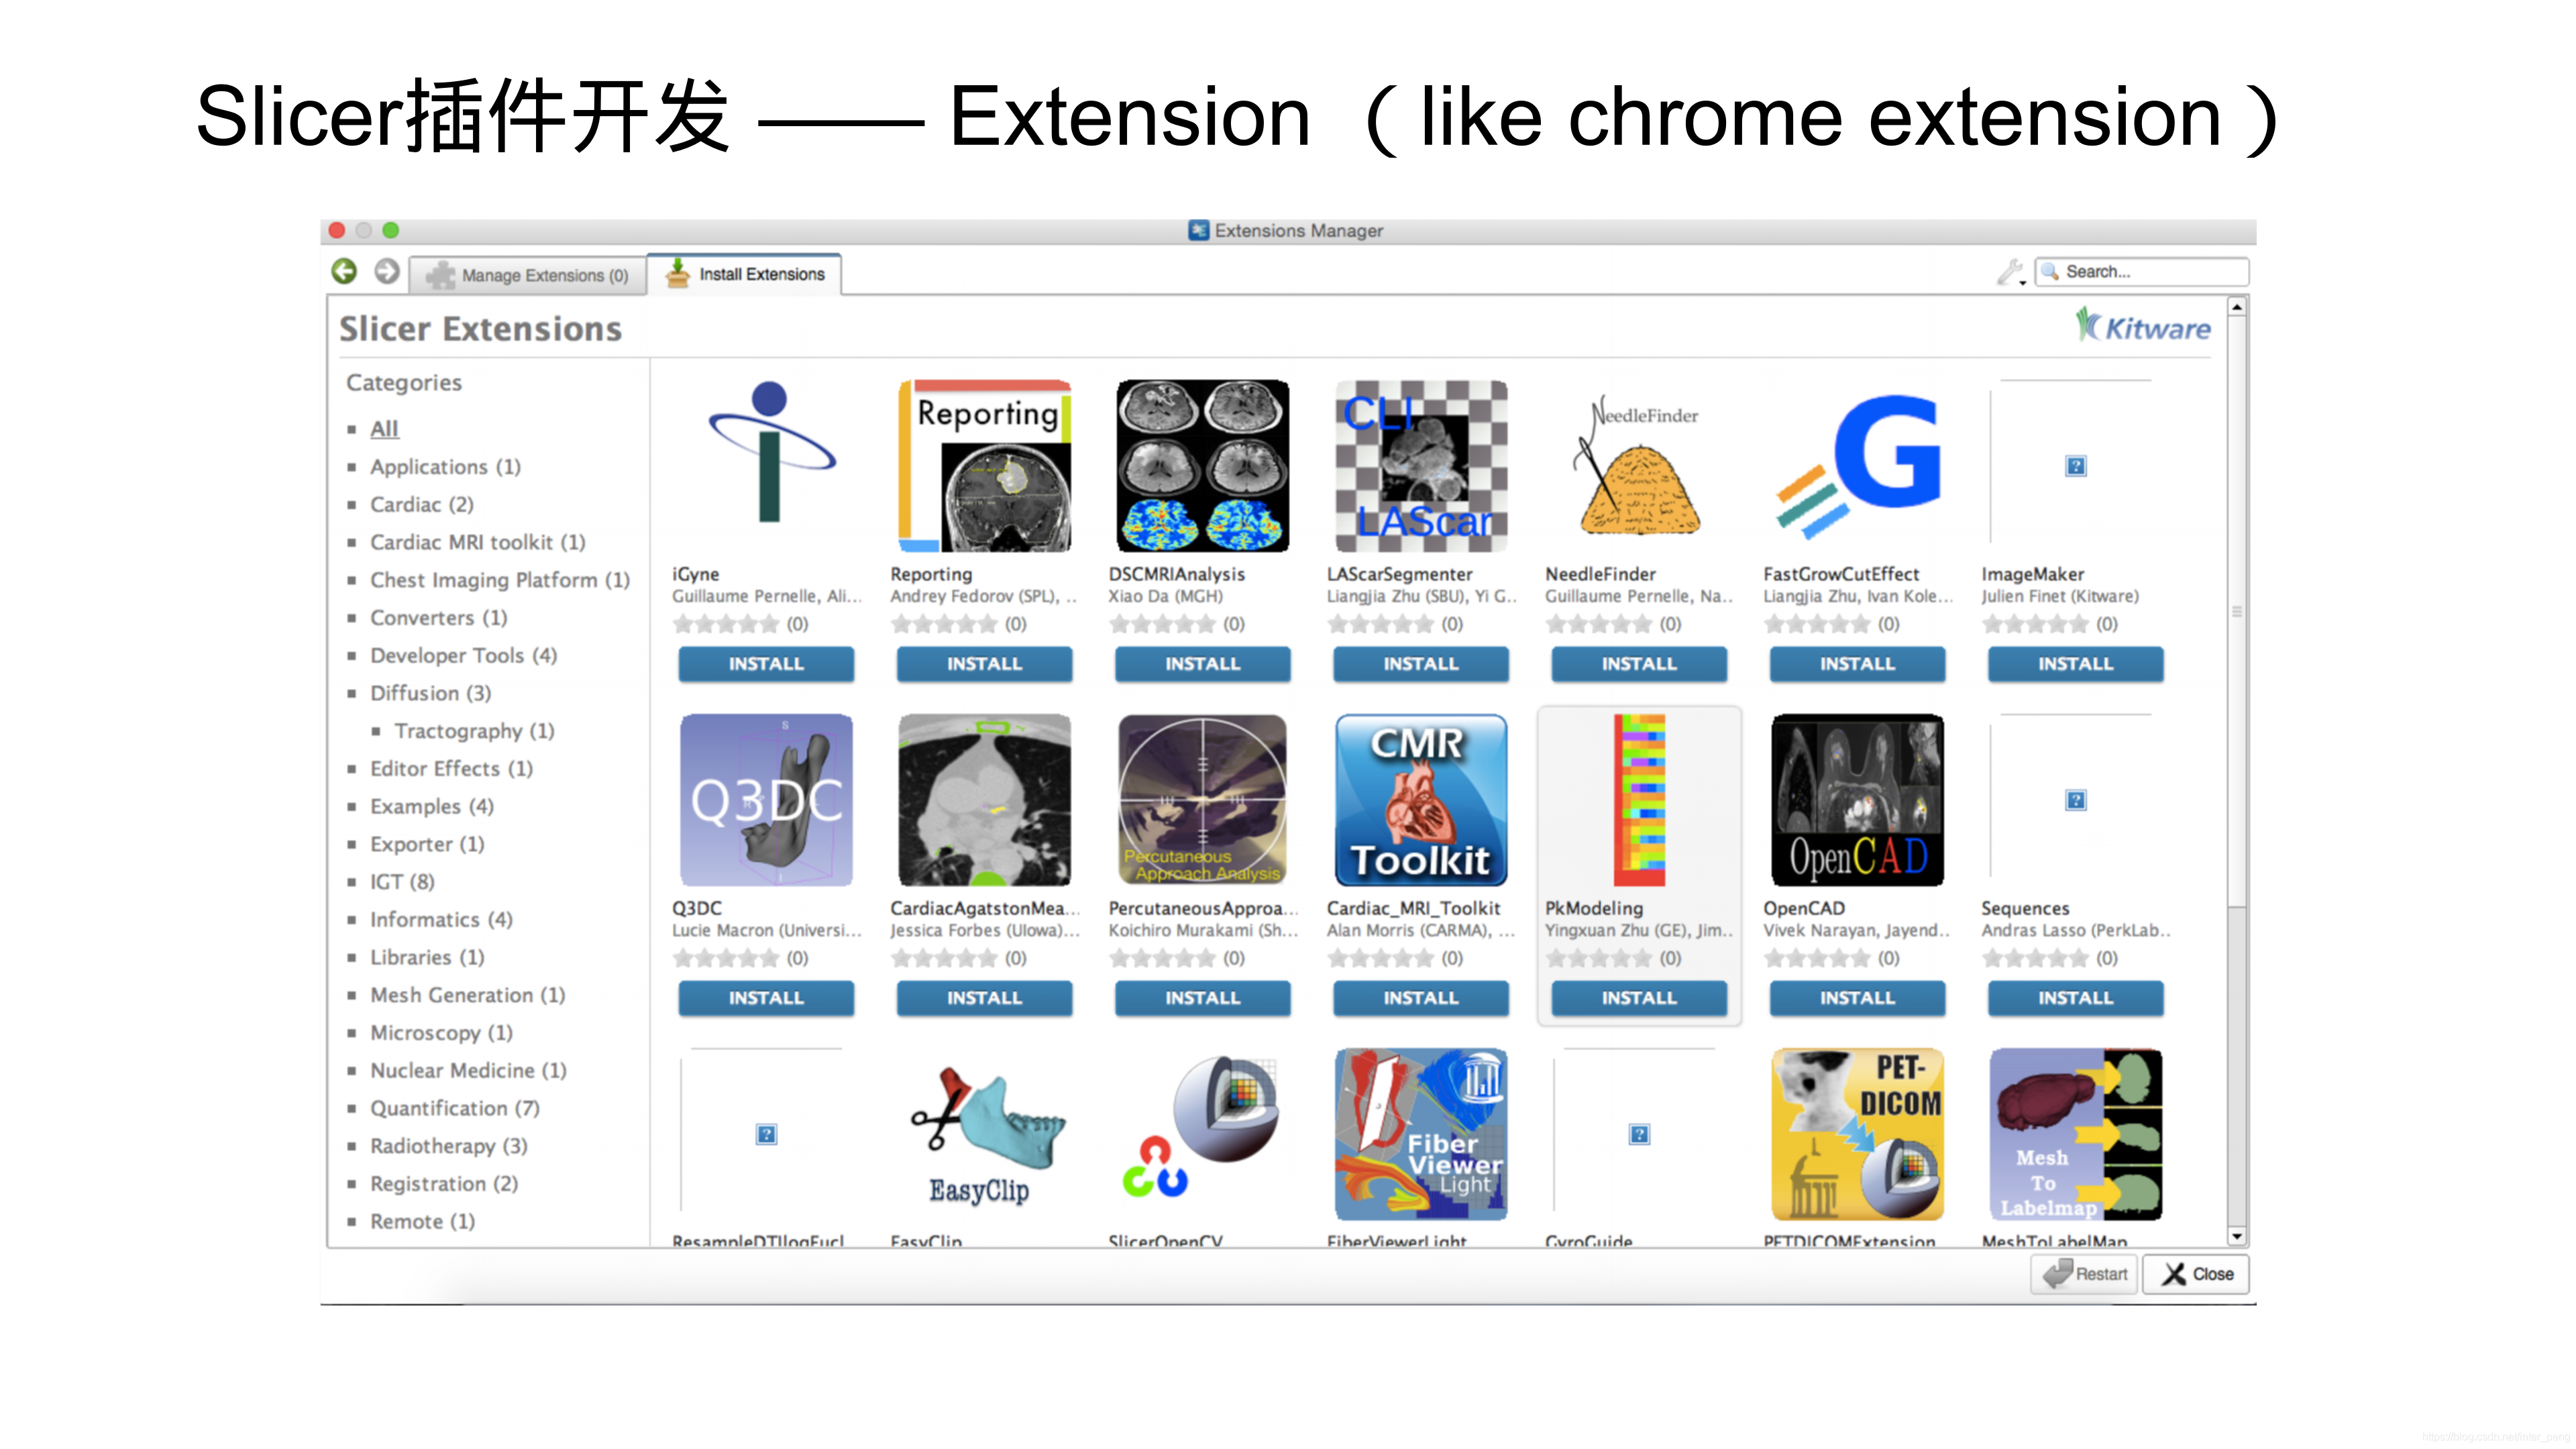 Slicer插件开发 —— Extension （like chrome extension）
Extensions Manager
Manage Extensions (0)
Install Extensions
Search...
Slicer Extensions
Kitware
Categories
All
Applications (1)
Cardiac (2)
Cardiac MRI toolkit (1)
Chest Imaging Platform (1)
Converters (1)
Developer Tools (4)
Diffusion (3)
Tractography (1)
Editor Effects (1)
Examples (4)
Exporter (1)
IGT (8)
Informatics (4)
Libraries (1)
Mesh Generation (1)
Microscopy (1)
Nuclear Medicine (1)
Quantification (7)
Radiotherapy (3)
Registration (2)
Remote (1)
Reporting
CLI
LAScar
NeedleFinder
G
iGyne
Guillaume Pernelle, Ali...
(0)
INSTALL
Reporting
Andrey Fedorov (SPL), ..
(0)
INSTALL
DSCMRIAnalysis
Xiao Da (MGH)
(0)
INSTALL
LAScarSegmenter
Liangjia Zhu (SBU), Yi G..
(0)
INSTALL
NeedleFinder
Guillaume Pernelle, Na..
(0)
INSTALL
FastGrowCutEffect
Liangjia Zhu, Ivan Kole...
(0)
INSTALL
ImageMaker
Julien Finet (Kitware)
(0)
INSTALL
Q3DC
Percutaneous
Approach Analysis
CMR
Toolkit
OpenCAD
Q3DC
Lucie Macron (Universi...
(0)
INSTALL
CardiacAgatstonMea...
Jessica Forbes (UIowa)...
(0)
INSTALL
PercutaneousApproa...
Koichiro Murakami (Sh...
(0)
INSTALL
Cardiac_MRI_Toolkit
Alan Morris (CARMA), ...
(0)
INSTALL
PkModeling
Yingxuan Zhu (GE), Jim..
(0)
INSTALL
OpenCAD
Vivek Narayan, Jayend..
(0)
INSTALL
Sequences
Andras Lasso (PerkLab..
(0)
INSTALL
EasyClip
Fiber
Viewer
Light
PET-
DICOM
Mesh
To
Labelmap
ResampleDTIlogEucl
EasyClip
SlicerOpenCV
FiberViewerLight
GyroGuide
PETDICOMExtension
MeshToLabelMap
Restart
Close